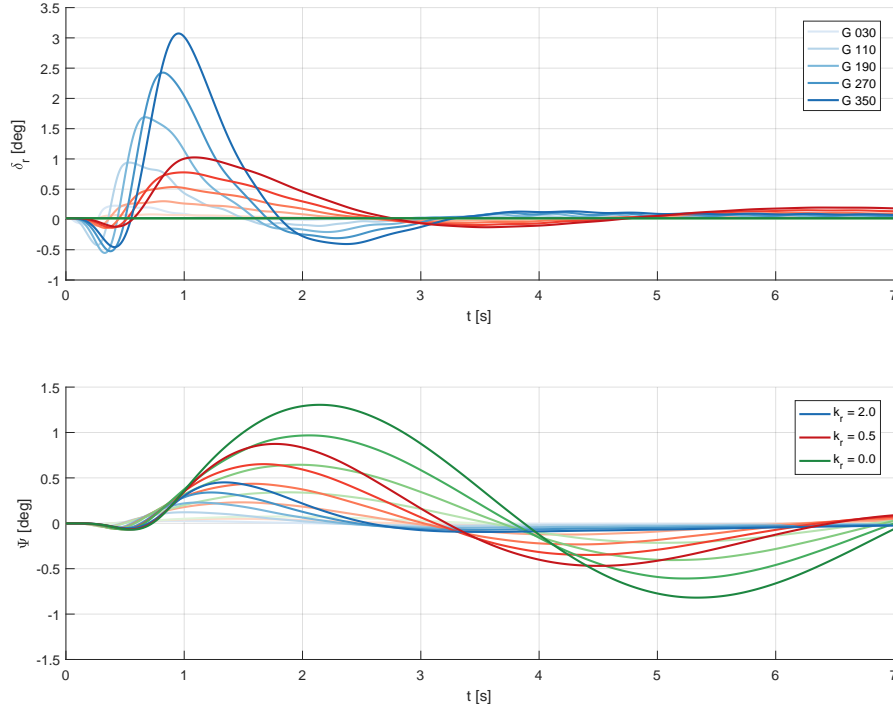 3.5
3
2.5
2
1.5
1
0.5
0
-0.5
-1
δr [deg]
G 030
G 110
G 190
G 270
G 350
0 1 2 3 4 5 6 7
t [s]
1.5
1
0.5
0
-0.5
-1
-1.5
Ψ [deg]
kr = 2.0
kr = 0.5
kr = 0.0
0 1 2 3 4 5 6 7
t [s]